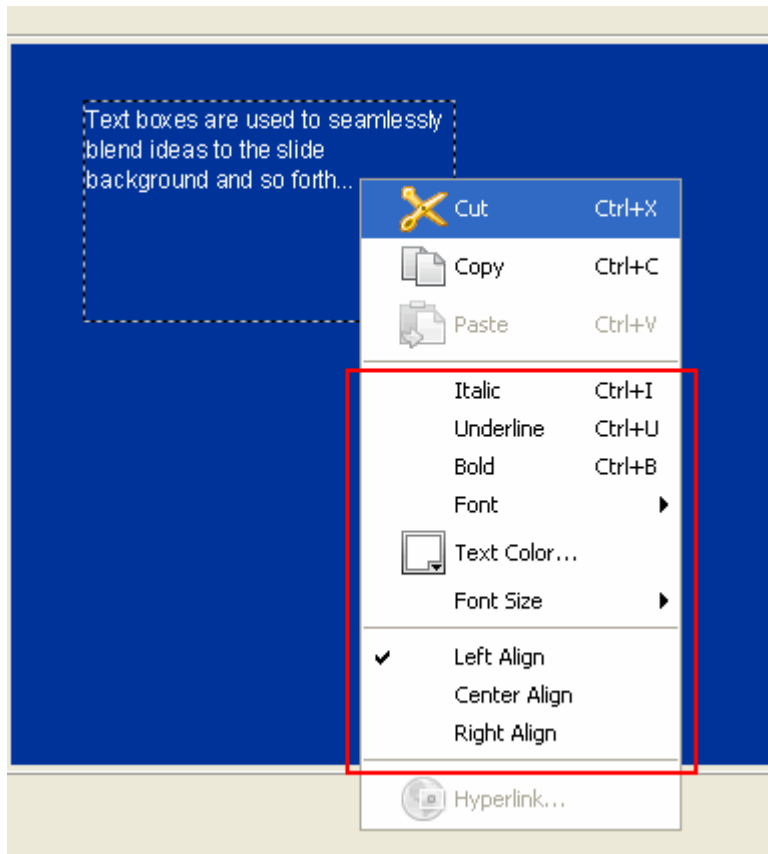 Text boxes are used to seamlessly
blend ideas to the slide
background and so forth...
Cut Ctrl+X
Copy Ctrl+C
Paste Ctrl+V
Italic Ctrl+I
Underline Ctrl+U
Bold Ctrl+B
Font
Text Color...
Font Size
Left Align
Center Align
Right Align
Hyperlink...